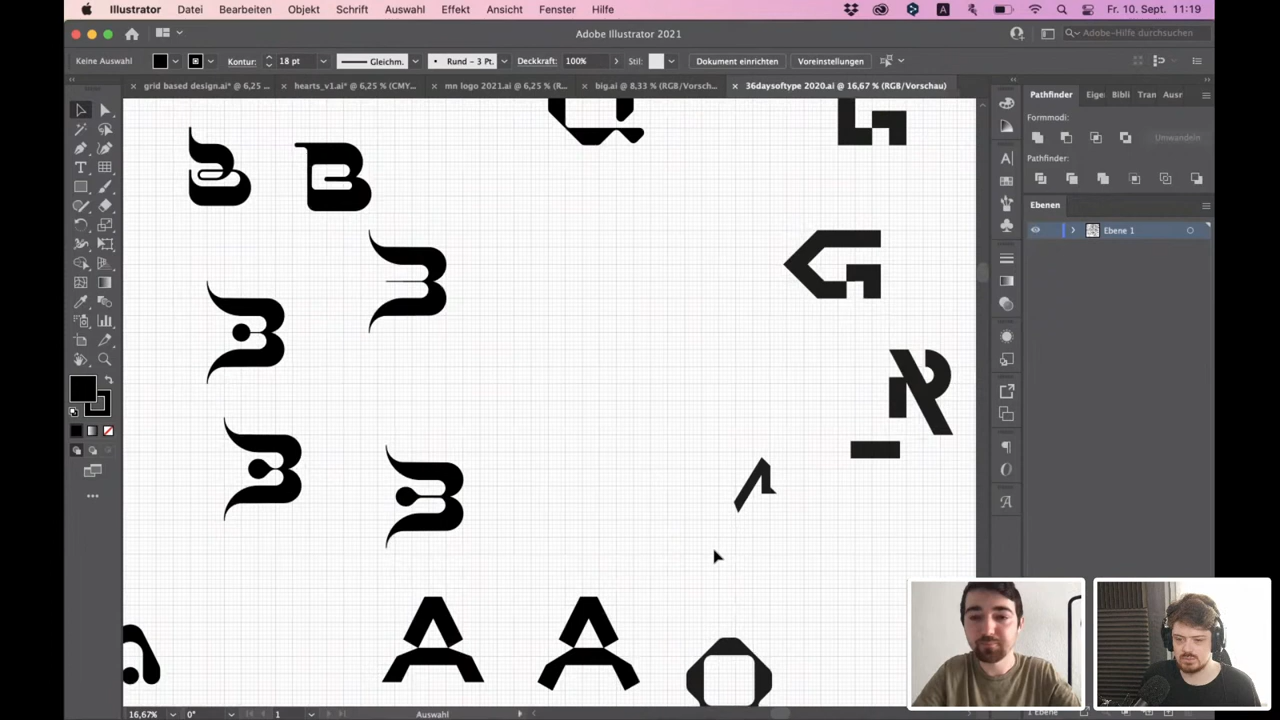 Illustrator Datei Bearbeiten Objekt Schrift Auswahl Effekt Ansicht Fenster Hilfe Fr. 10. Sept. 11:19
Adobe Illustrator 2021 Adobe-Hilfe durchsuchen
Keine Auswahl Kontur: 18 pt Gleichm. Rund - 3 Pt. Deckkraft: 100% Stil: Dokument einrichten Voreinstellungen
grid based design.ai* @ 6,25 ... hearts_v1.ai* @ 6,25 % (CMY... mn logo 2021.ai @ 6,25 % (R... big.ai @ 8,33 % (RGB/Vorsch... 36daysoftype 2020.ai @ 16,67 % (RGB/Vorschau)
Pathfinder Eige Bibli Tran Ausr
Formmodi:
Umwandeln
Pathfinder:
Ebenen
Ebene 1
B B
G
A A
16,67% 0° 1 Auswahl
1 Ebene